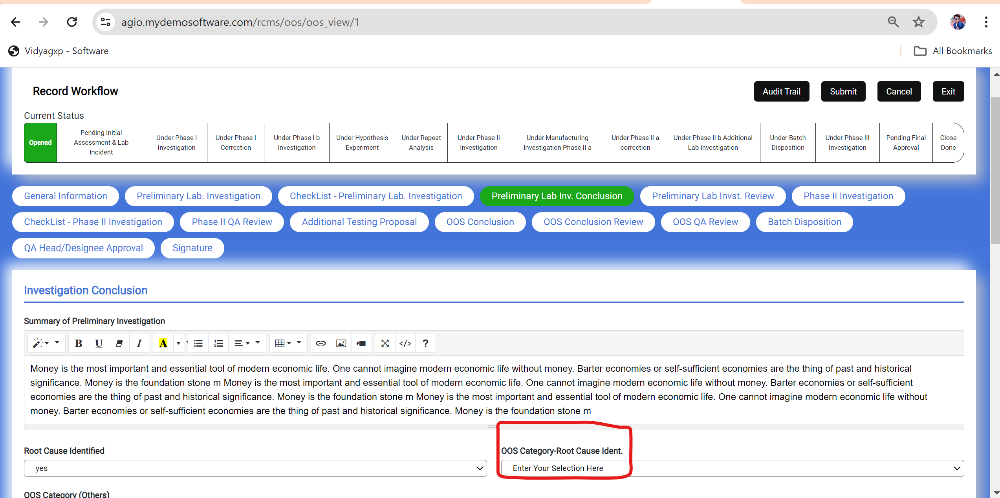 agio.mydemosoftware.com/rcms/oos/oos_view/1
Vidyagxp - Software
All Bookmarks
Record Workflow
Audit Trail
Submit
Cancel
Exit
Current Status
Opened
Pending Initial
Assessment & Lab
Incident
Under Phase I
Investigation
Under Phase I
Correction
Under Phase I b
Investigation
Under Hypothesis
Experiment
Under Repeat
Analysis
Under Phase II
Investigation
Under Manufacturing
Investigation Phase II a
Under Phase II a
correction
Under Phase II b Additional
Lab Investigation
Under Batch
Disposition
Under Phase III
Investigation
Pending Final
Approval
Close
Done
General Information
Preliminary Lab. Investigation
CheckList - Preliminary Lab. Investigation
Preliminary Lab Inv. Conclusion
Preliminary Lab Invst. Review
Phase II Investigation
CheckList - Phase II Investigation
Phase II QA Review
Additional Testing Proposal
OOS Conclusion
OOS Conclusion Review
OOS QA Review
Batch Disposition
QA Head/Designee Approval
Signature
Investigation Conclusion
Summary of Preliminary Investigation
B U I A </> ?
Money is the most important and essential tool of modern economic life. One cannot imagine modern economic life without money. Barter economies or self-sufficient economies are the thing of past and historical
significance. Money is the foundation stone m Money is the most important and essential tool of modern economic life. One cannot imagine modern economic life without money. Barter economies or self-sufficient
economies are the thing of past and historical significance. Money is the foundation stone m Money is the most important and essential tool of modern economic life. One cannot imagine modern economic life without
money. Barter economies or self-sufficient economies are the thing of past and historical significance. Money is the foundation stone m
Root Cause Identified
yes
OOS Category-Root Cause Ident.
Enter Your Selection Here
OOS Category (Others)